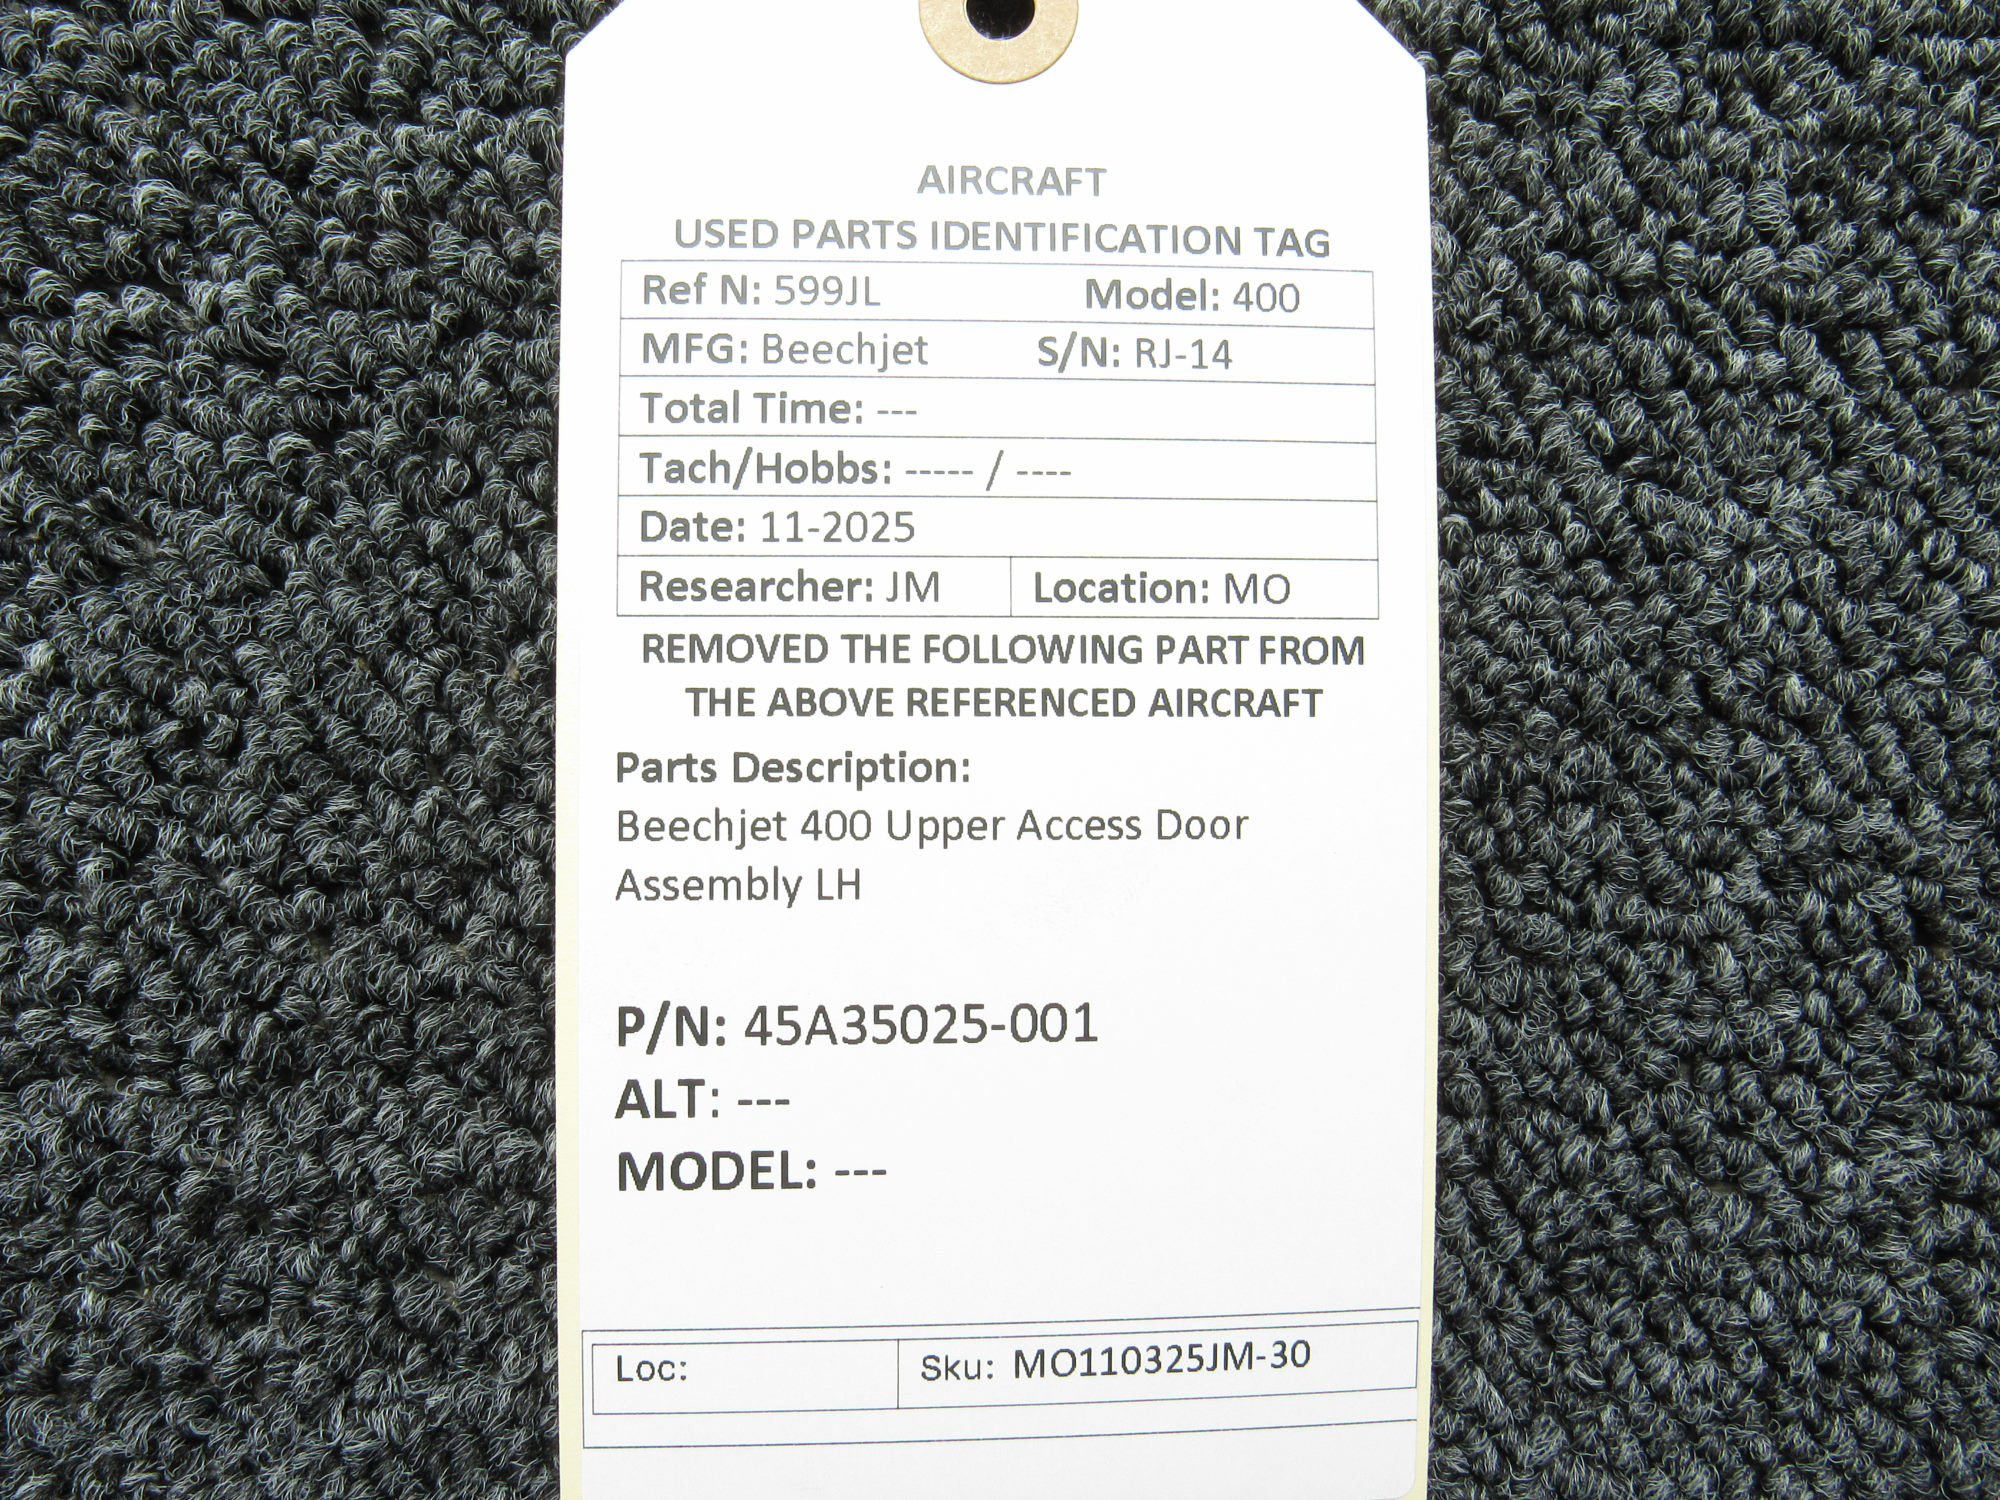 AIRCRAFT
USED PARTS IDENTIFICATION TAG
Ref N: 599JL Model: 400
MFG: Beechjet S/N: RJ-14
Total Time: ---
Tach/Hobbs: ----- / ----
Date: 11-2025
Researcher: JM Location: MO
REMOVED THE FOLLOWING PART FROM
THE ABOVE REFERENCED AIRCRAFT
Parts Description:
Beechjet 400 Upper Access Door
Assembly LH
P/N: 45A35025-001
ALT: ---
MODEL: ---
Loc: Sku: MO110325JM-30